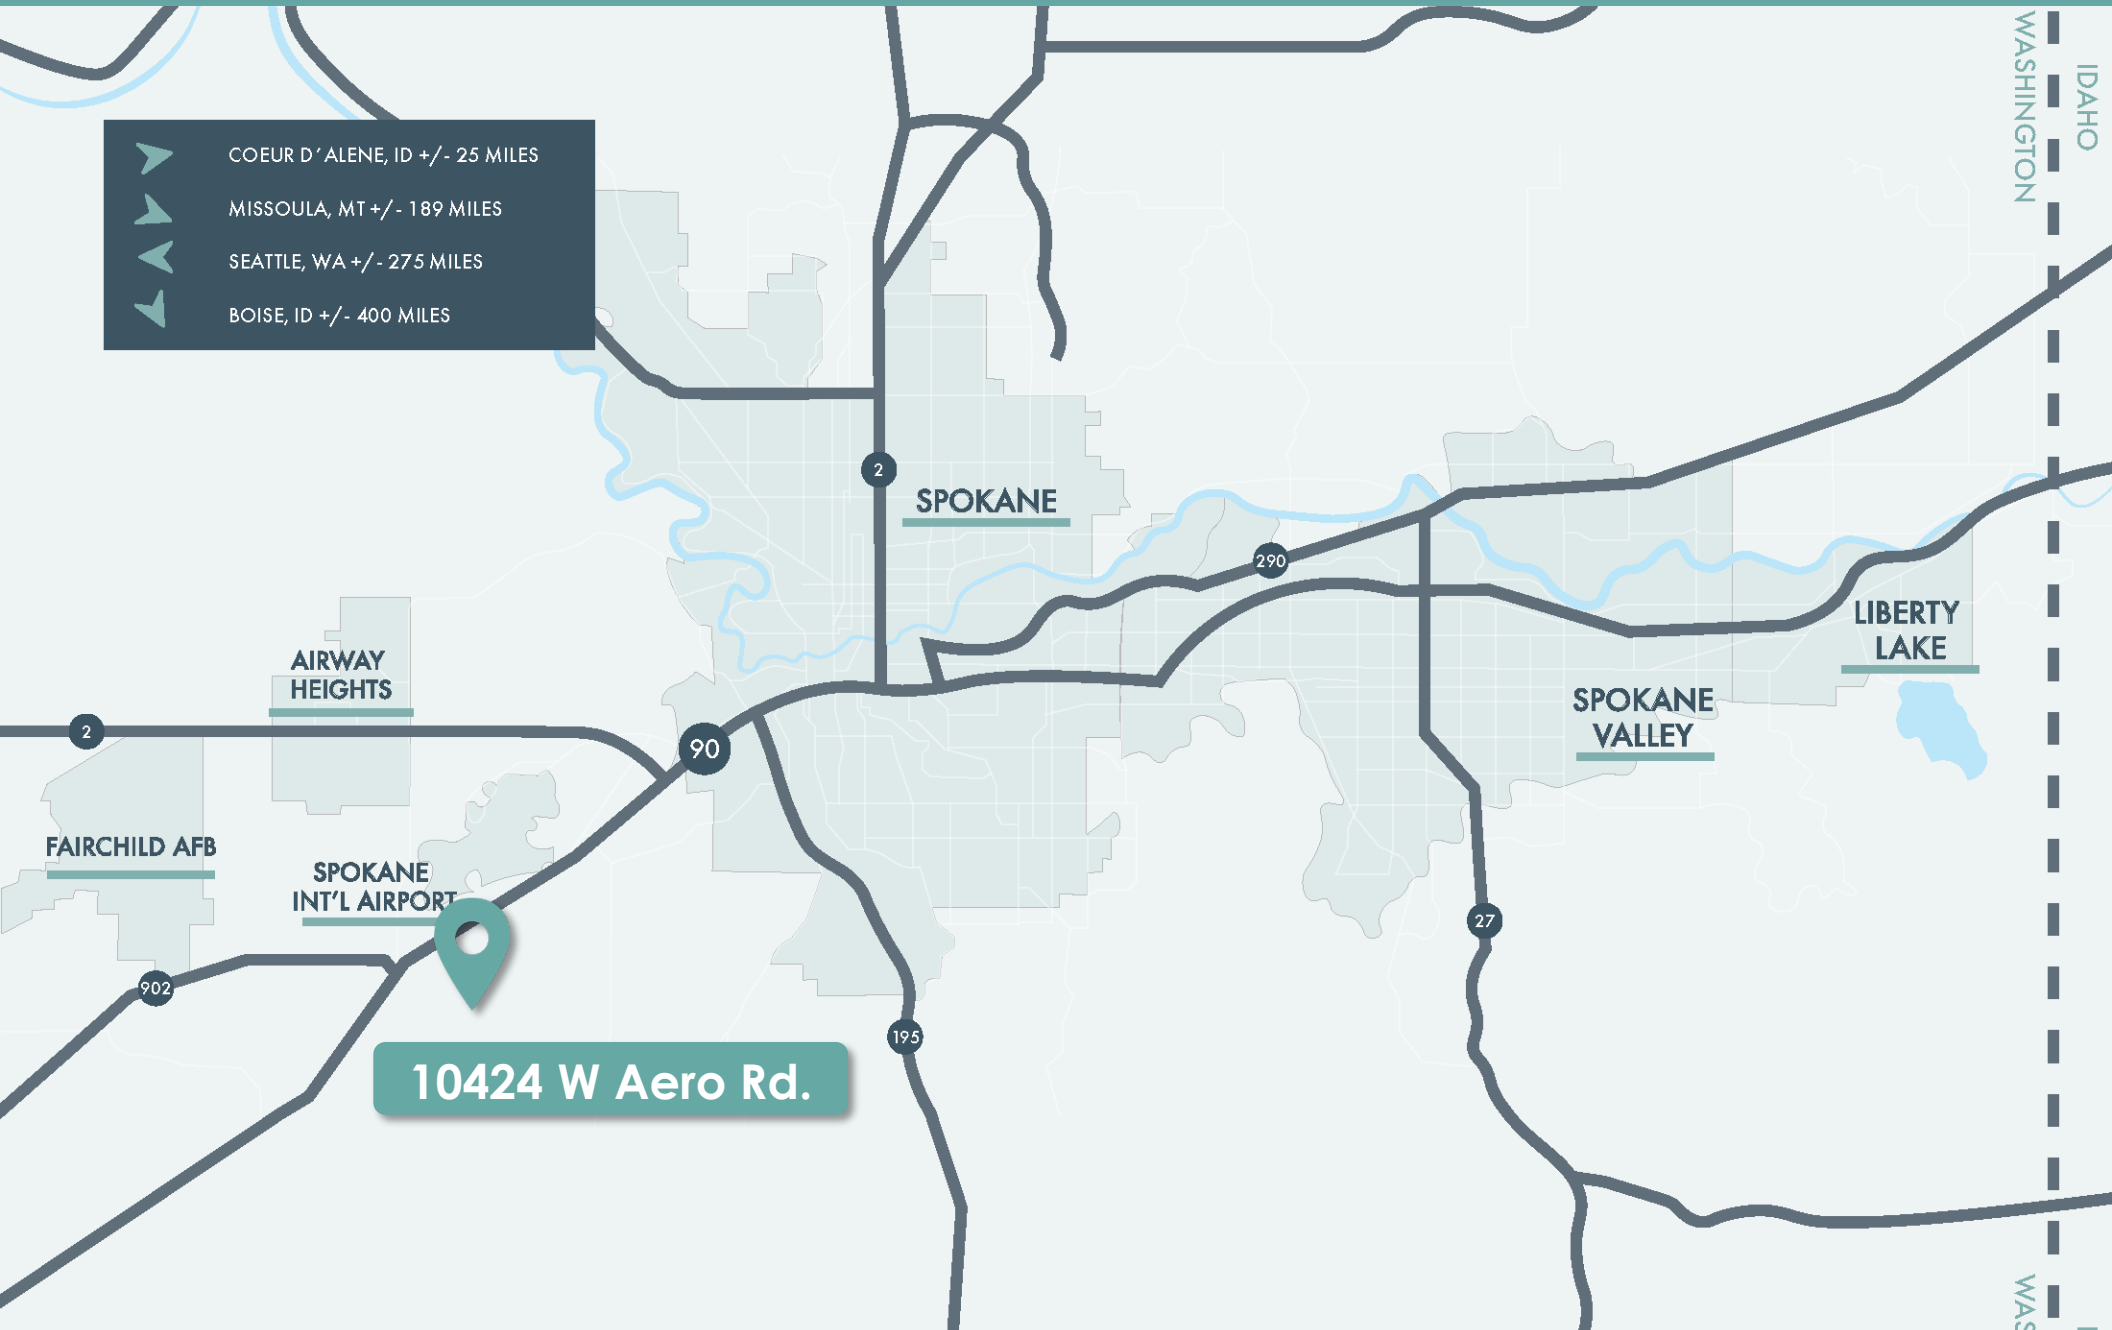 WASHINGTON
IDAHO
COEUR D´ALENE, ID +/- 25 MILES
MISSOULA, MT +/- 189 MILES
SEATTLE, WA +/- 275 MILES
BOISE, ID +/- 400 MILES
2
SPOKANE
290
LIBERTY
LAKE
AIRWAY
HEIGHTS
SPOKANE
VALLEY
2
90
FAIRCHILD AFB
SPOKANE
INT'L AIRPORT
27
902
195
10424 W Aero Rd.
WAS